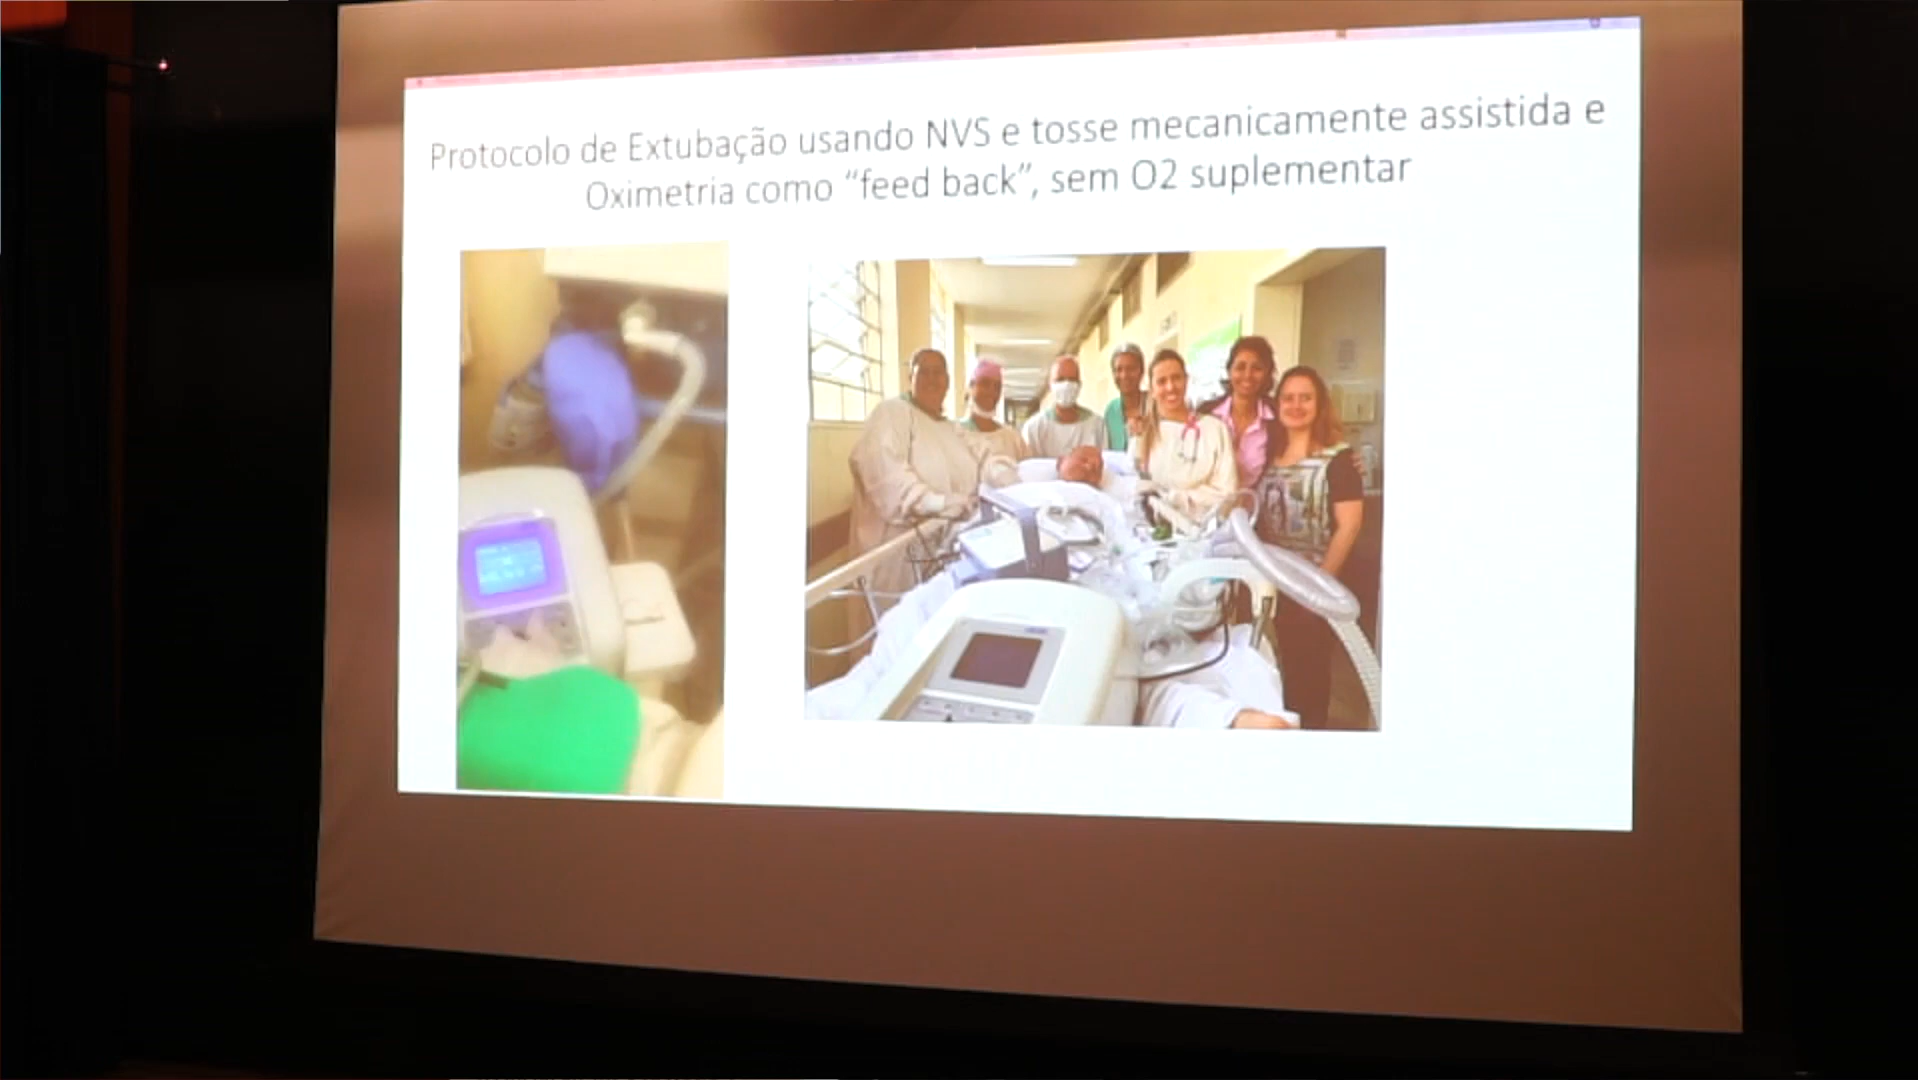 Protocolo de Extubação usando NVS e tosse mecanicamente assistida e
Oximetria como “feed back”, sem O2 suplementar